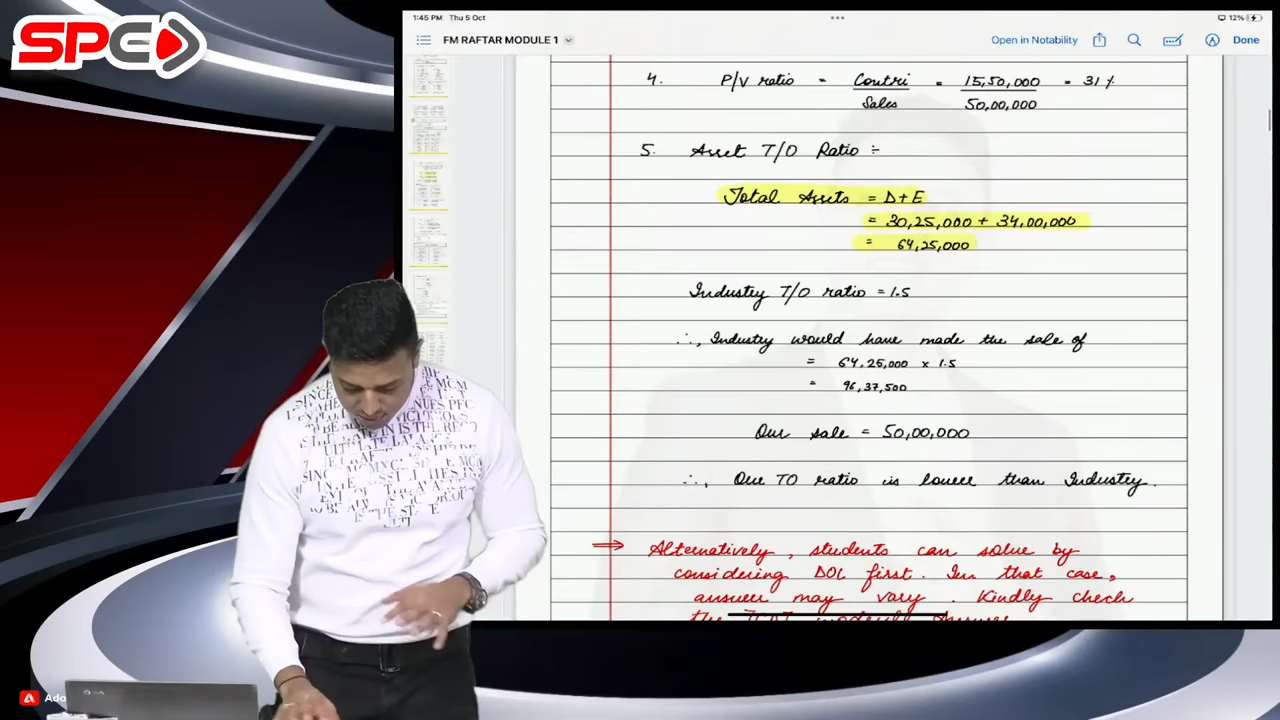 SPE
1:45 PM Thu 5 Oct
12%
FM RAFTAR MODULE 1
Open in Notability
Done
4. P/V ratio = Contri = 15,50,000 = 31 %
Sales 50,00,000
5. Asset T/O Ratio =
Total Assets D+E
= 30,25,000 + 34,00,000
64,25,000
Industry T/O ratio = 1.5
∴, Industry would have made the sale of
= 64,25,000 x 1.5
= 96,37,500
Our sale = 50,00,000
∴, Our TO ratio is lower than Industry.
⇒ Alternatively, students can solve by
considering DOL first. In that case,
answer may vary. Kindly check
the
Ado